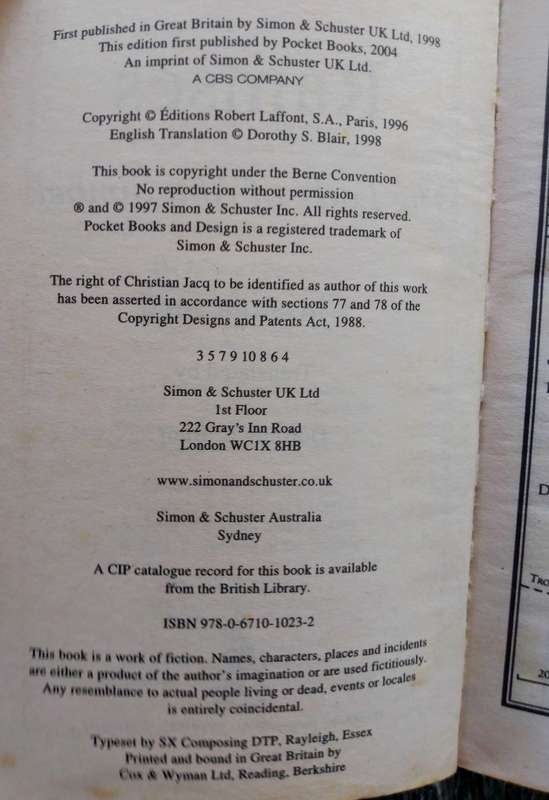 First published in Great Britain by Simon & Schuster UK Ltd, 1998
This edition first published by Pocket Books, 2004
An imprint of Simon & Schuster UK Ltd.
A CBS COMPANY
Copyright © Éditions Robert Laffont, S.A., Paris, 1996
English Translation © Dorothy S. Blair, 1998
This book is copyright under the Berne Convention
No reproduction without permission
® and © 1997 Simon & Schuster Inc. All rights reserved.
Pocket Books and Design is a registered trademark of
Simon & Schuster Inc.
The right of Christian Jacq to be identified as author of this work
has been asserted in accordance with sections 77 and 78 of the
Copyright Designs and Patents Act, 1988.
3 5 7 9 10 8 6 4
Simon & Schuster UK Ltd
1st Floor
222 Gray's Inn Road
London WC1X 8HB
www.simonandschuster.co.uk
Simon & Schuster Australia
Sydney
A CIP catalogue record for this book is available
from the British Library.
ISBN 978-0-6710-1023-2
This book is a work of fiction. Names, characters, places and incidents
are either a product of the author's imagination or are used fictitiously.
Any resemblance to actual people living or dead, events or locales
is entirely coincidental.
Typeset by SX Composing DTP, Rayleigh, Essex
Printed and bound in Great Britain by
Cox & Wyman Ltd, Reading, Berkshire